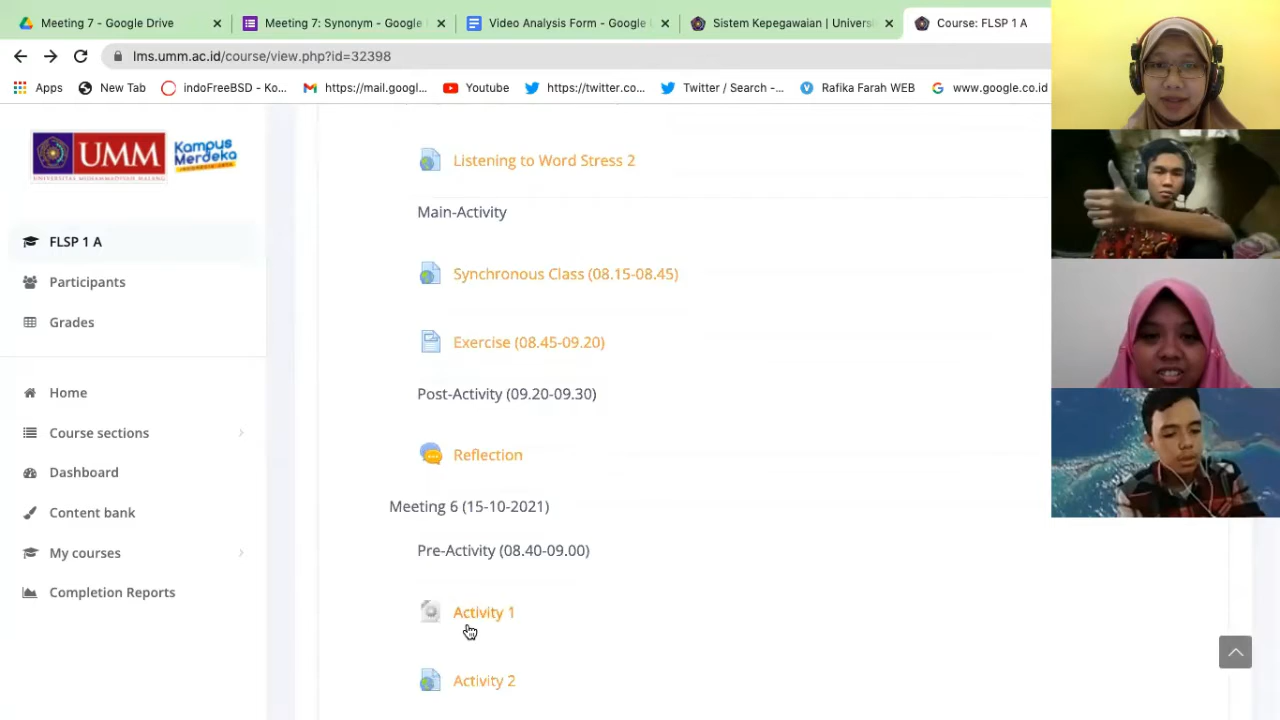 Meeting 7 - Google Drive
Meeting 7: Synonym - Google
Video Analysis Form - Google
Sistem Kepegawaian | Univers
Course: FLSP 1 A
lms.umm.ac.id/course/view.php?id=32398
Apps
New Tab
indoFreeBSD - Ko...
https://mail.googl...
Youtube
https://twitter.co...
Twitter / Search -...
Rafika Farah WEB
www.google.co.id
UMM
UNIVERSITAS MUHAMMADIYAH MALANG
Kampus
Merdeka
INDONESIA JAYA
FLSP 1 A
Participants
Grades
Home
Course sections
Dashboard
Content bank
My courses
Completion Reports
Listening to Word Stress 2
Main-Activity
Synchronous Class (08.15-08.45)
Exercise (08.45-09.20)
Post-Activity (09.20-09.30)
Reflection
Meeting 6 (15-10-2021)
Pre-Activity (08.40-09.00)
Activity 1
Activity 2